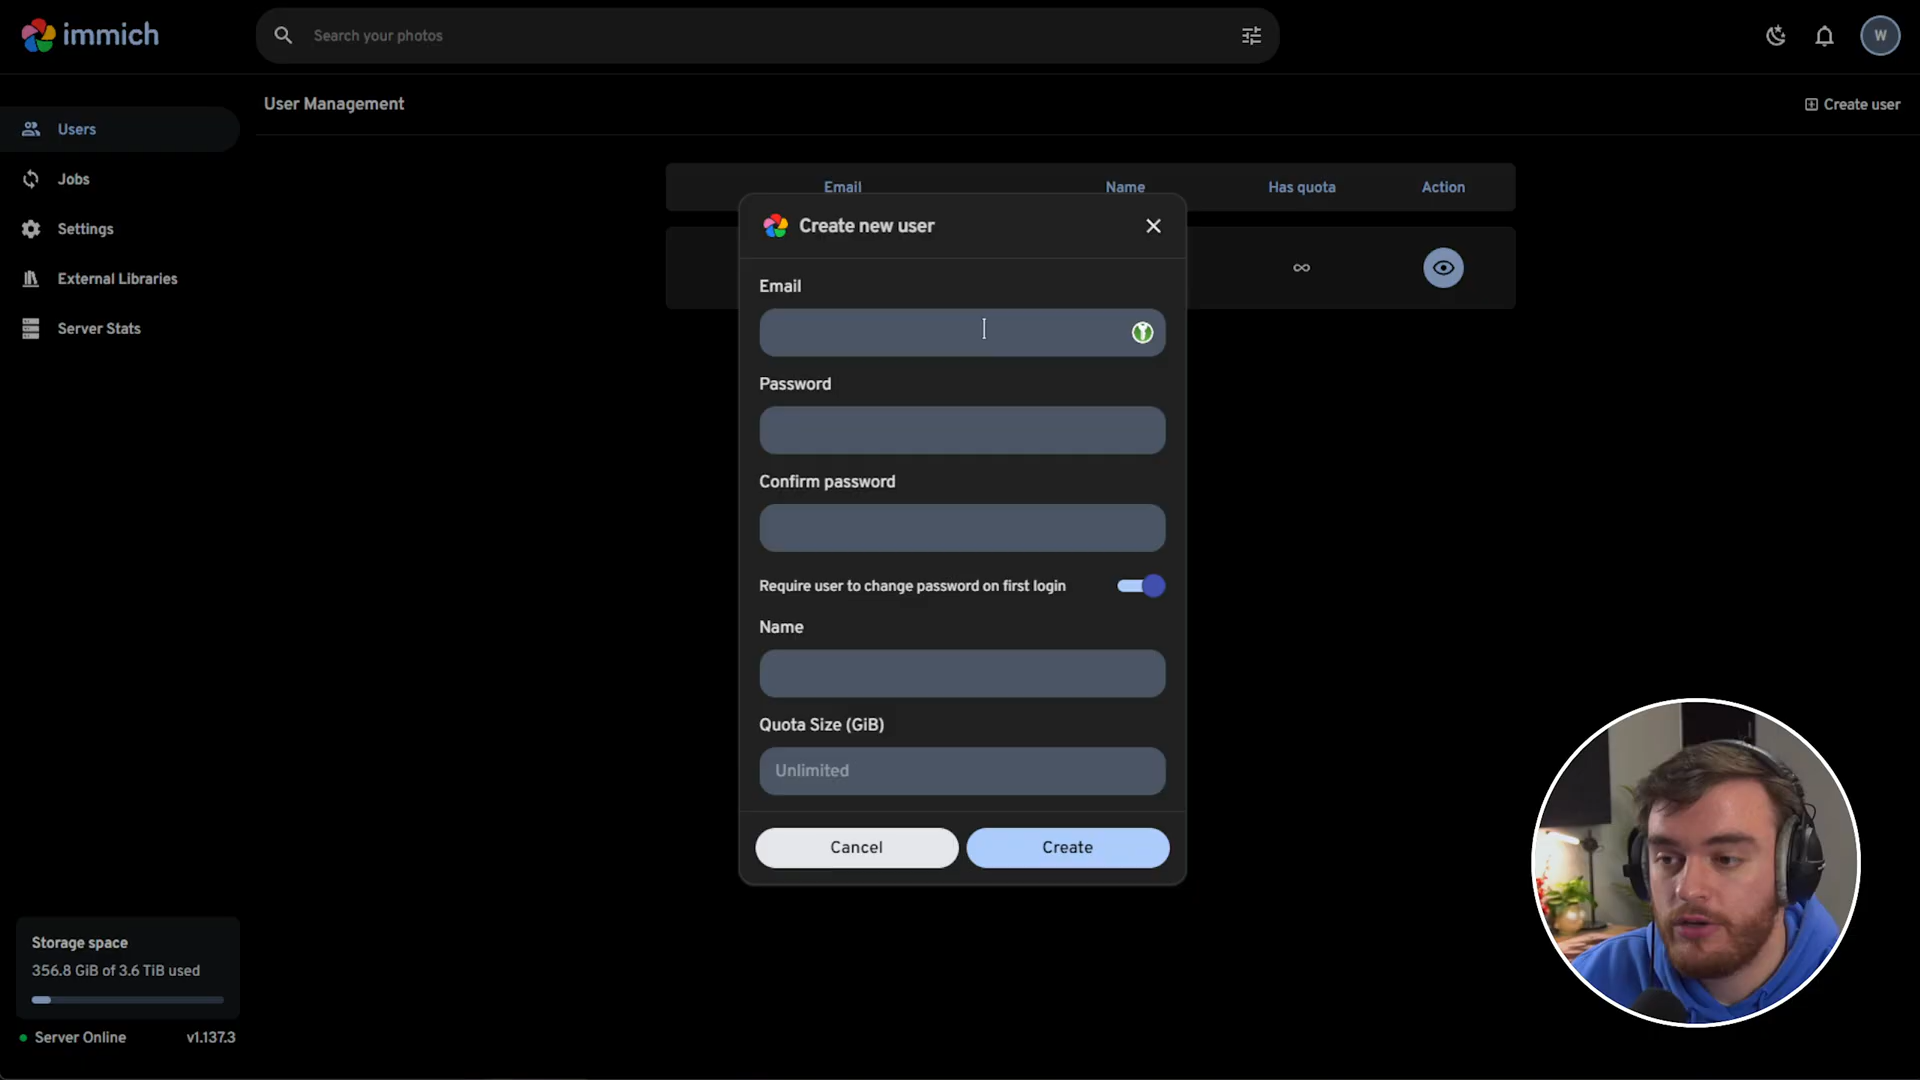 immich
Search your photos
W
User Management
Create user
Users
Jobs
Settings
External Libraries
Server Stats
Email
Name
Has quota
Action
∞
Create new user
Email
Password
Confirm password
Require user to change password on first login
Name
Quota Size (GiB)
Unlimited
Cancel
Create
Storage space
356.8 GiB of 3.6 TiB used
Server Online
v1.137.3